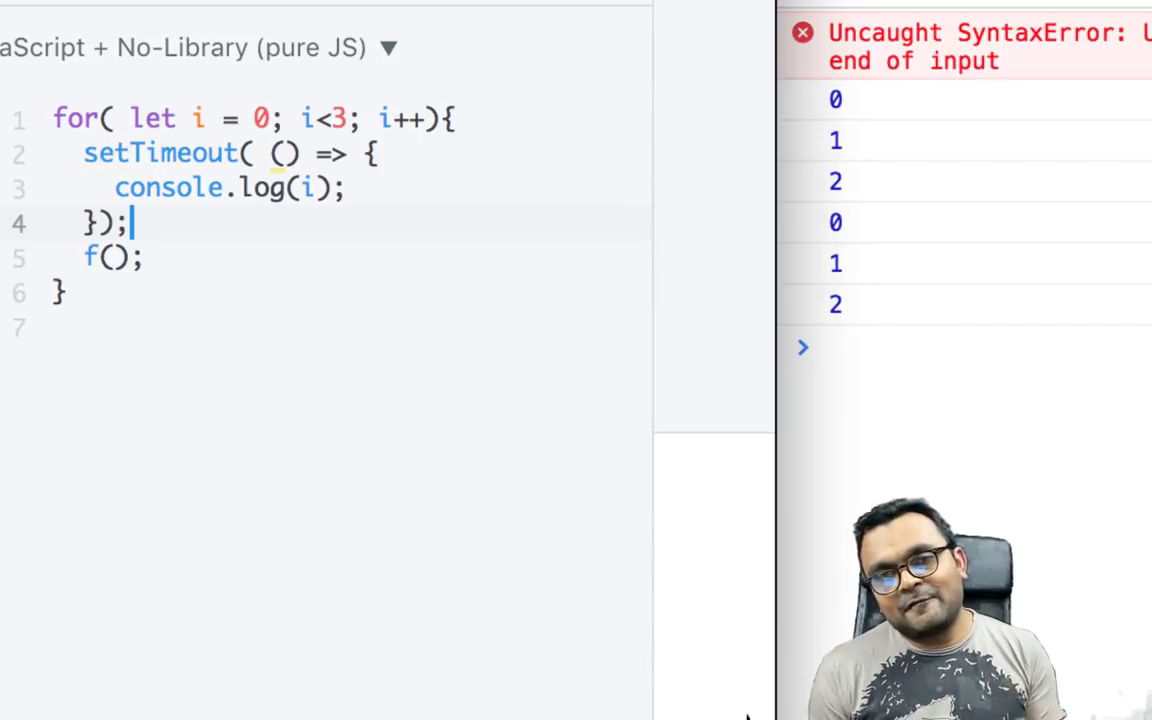 aScript + No-Library (pure JS) ▼
1 for( let i = 0; i<3; i++){
2 setTimeout( () => {
3 console.log(i);
4 });
5 f();
6 }
7
Uncaught SyntaxError: U
end of input
0
1
2
0
1
2
>